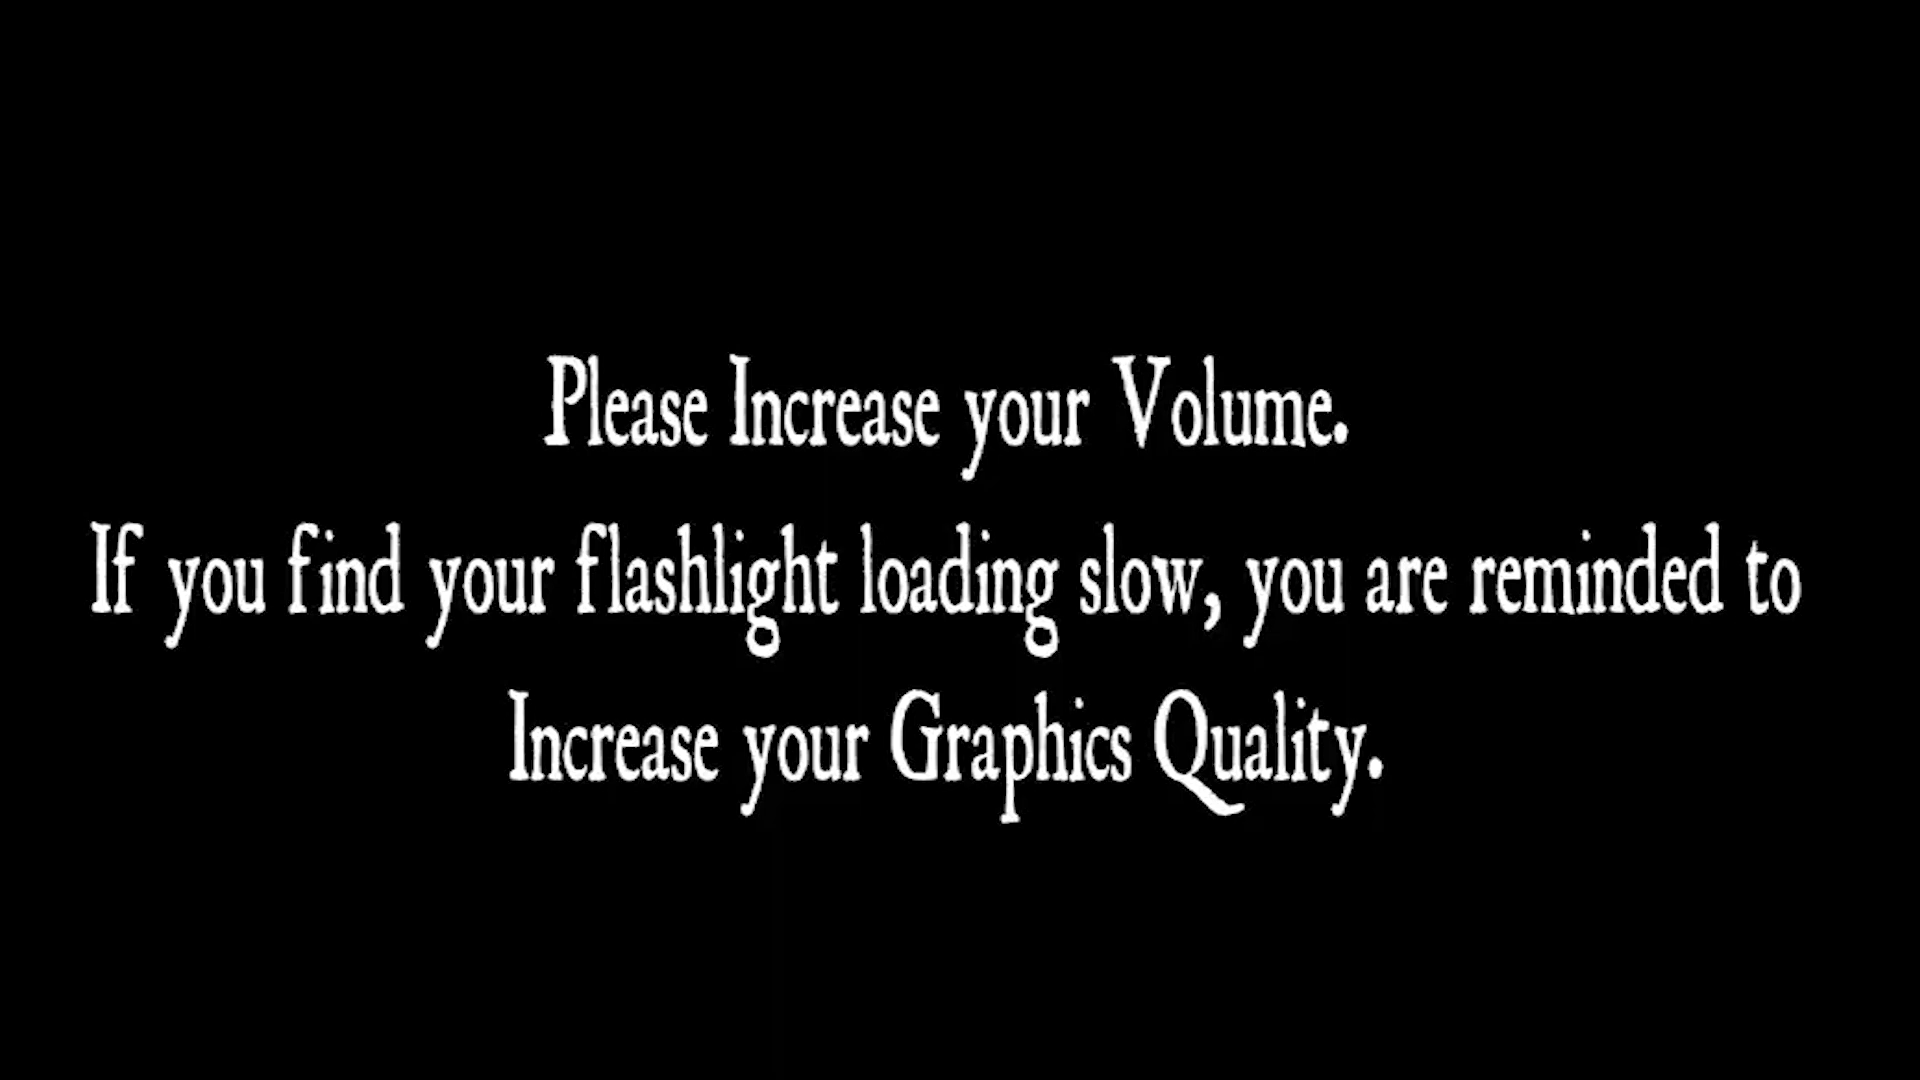 Please Increase your Volume.
If you find your flashlight loading slow, you are reminded to
Increase your Graphics Quality.